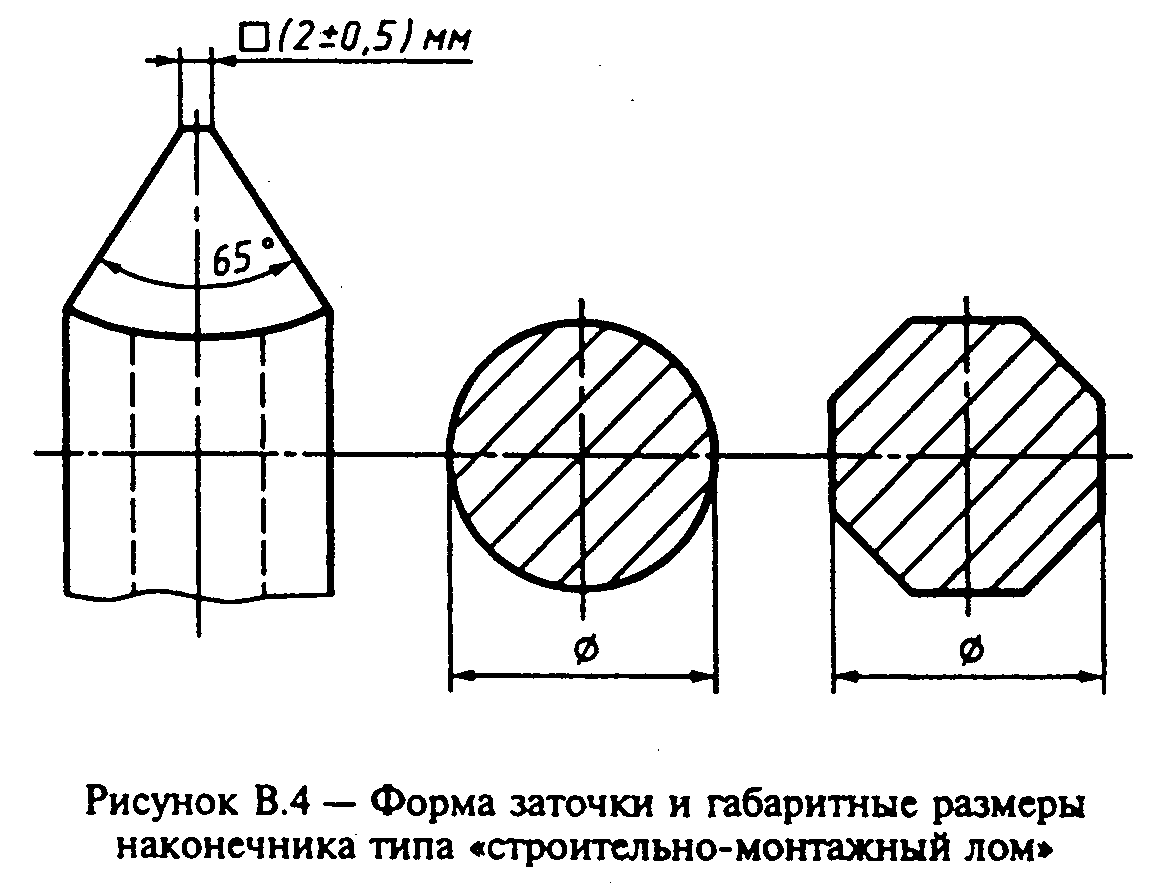 □(2±0,5) мм
65°
ø
ø
Рисунок В.4 — Форма заточки и габаритные размеры
наконечника типа «строительно-монтажный лом»